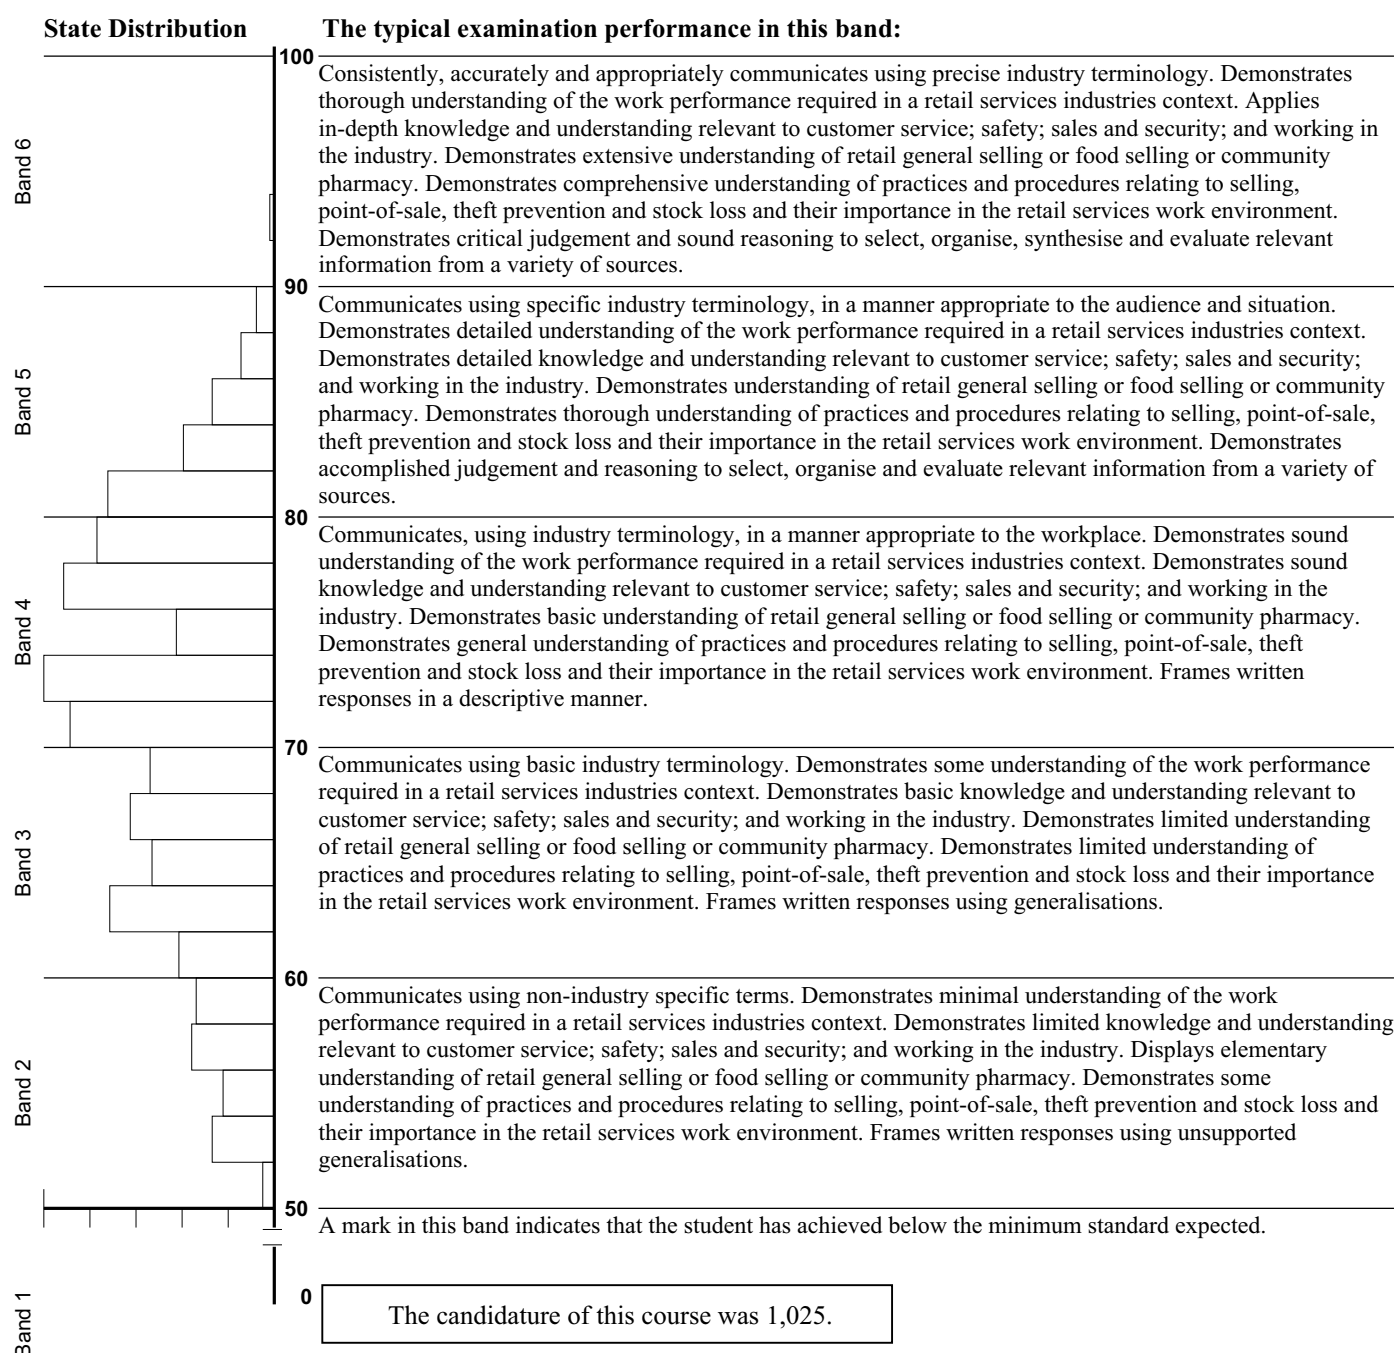 State Distribution
The typical examination performance in this band:
100
Consistently, accurately and appropriately communicates using precise industry terminology. Demonstrates
thorough understanding of the work performance required in a retail services industries context. Applies
in-depth knowledge and understanding relevant to customer service; safety; sales and security; and working in
the industry. Demonstrates extensive understanding of retail general selling or food selling or community
pharmacy. Demonstrates comprehensive understanding of practices and procedures relating to selling,
point-of-sale, theft prevention and stock loss and their importance in the retail services work environment.
Demonstrates critical judgement and sound reasoning to select, organise, synthesise and evaluate relevant
information from a variety of sources.
Band 6
90
Communicates using specific industry terminology, in a manner appropriate to the audience and situation.
Demonstrates detailed understanding of the work performance required in a retail services industries context.
Demonstrates detailed knowledge and understanding relevant to customer service; safety; sales and security;
and working in the industry. Demonstrates understanding of retail general selling or food selling or community
pharmacy. Demonstrates thorough understanding of practices and procedures relating to selling, point-of-sale,
theft prevention and stock loss and their importance in the retail services work environment. Demonstrates
accomplished judgement and reasoning to select, organise and evaluate relevant information from a variety of
sources.
Band 5
80
Communicates, using industry terminology, in a manner appropriate to the workplace. Demonstrates sound
understanding of the work performance required in a retail services industries context. Demonstrates sound
knowledge and understanding relevant to customer service; safety; sales and security; and working in the
industry. Demonstrates basic understanding of retail general selling or food selling or community pharmacy.
Demonstrates general understanding of practices and procedures relating to selling, point-of-sale, theft
prevention and stock loss and their importance in the retail services work environment. Frames written
responses in a descriptive manner.
Band 4
70
Communicates using basic industry terminology. Demonstrates some understanding of the work performance
required in a retail services industries context. Demonstrates basic knowledge and understanding relevant to
customer service; safety; sales and security; and working in the industry. Demonstrates limited understanding
of retail general selling or food selling or community pharmacy. Demonstrates limited understanding of
practices and procedures relating to selling, point-of-sale, theft prevention and stock loss and their importance
in the retail services work environment. Frames written responses using generalisations.
Band 3
60
Communicates using non-industry specific terms. Demonstrates minimal understanding of the work
performance required in a retail services industries context. Demonstrates limited knowledge and understanding
relevant to customer service; safety; sales and security; and working in the industry. Displays elementary
understanding of retail general selling or food selling or community pharmacy. Demonstrates some
understanding of practices and procedures relating to selling, point-of-sale, theft prevention and stock loss and
their importance in the retail services work environment. Frames written responses using unsupported
generalisations.
Band 2
50
A mark in this band indicates that the student has achieved below the minimum standard expected.
0
Band 1
The candidature of this course was 1,025.